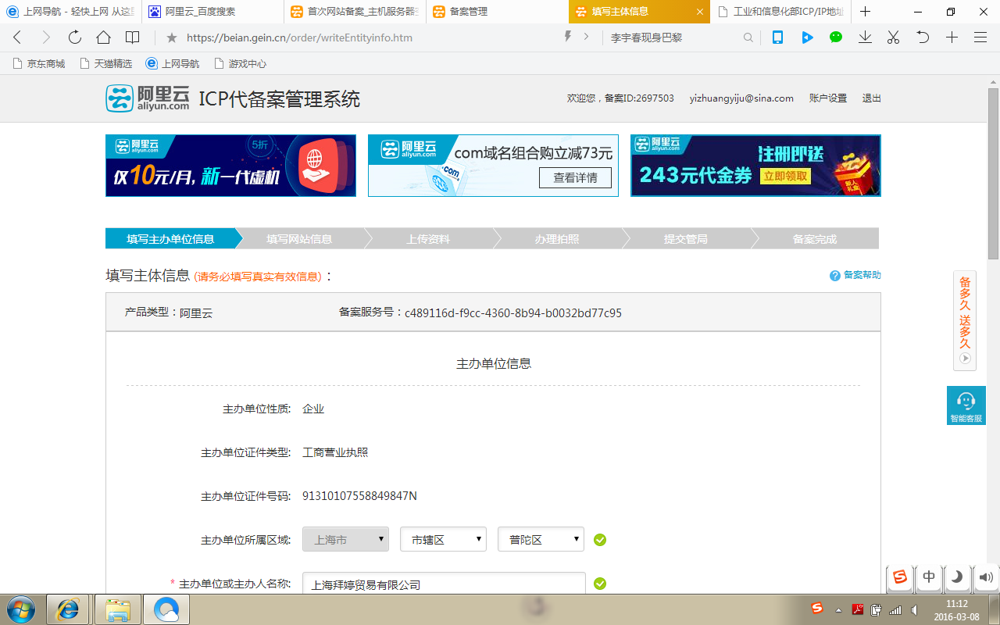 上网导航 - 轻快上网 从这里
阿里云_百度搜索
首次网站备案_主机服务器
备案管理
填写主体信息
工业和信息化部ICP/IP地址
https://beian.gein.cn/order/writeEntityinfo.htm
李宇春现身巴黎
京东商城
天猫精选
上网导航
游戏中心
阿里云
aliyun.com
ICP代备案管理系统
欢迎您，备案ID:2697503
yizhuangyiju@sina.com
账户设置
退出
阿里云
aliyun.com
5折
仅10元/月，新一代虚机
阿里云
aliyun.com
com域名组合购立减73元
.com
查看详情
阿里云
aliyun.com
注册即送
243元代金券
立即领取
新人礼盒
填写主办单位信息
填写网站信息
上传资料
办理拍照
提交管局
备案完成
填写主体信息 (请务必填写真实有效信息) ：
? 备案帮助
产品类型：阿里云
备案服务号：c489116d-f9cc-4360-8b94-b0032bd77c95
主办单位信息
主办单位性质: 企业
主办单位证件类型: 工商营业执照
主办单位证件号码: 91310107558849847N
主办单位所属区域: 上海市 市辖区 普陀区
* 主办单位或主办人名称: 上海拜婷贸易有限公司
备多久 送多久
智能客服
中
11:12
2016-03-08